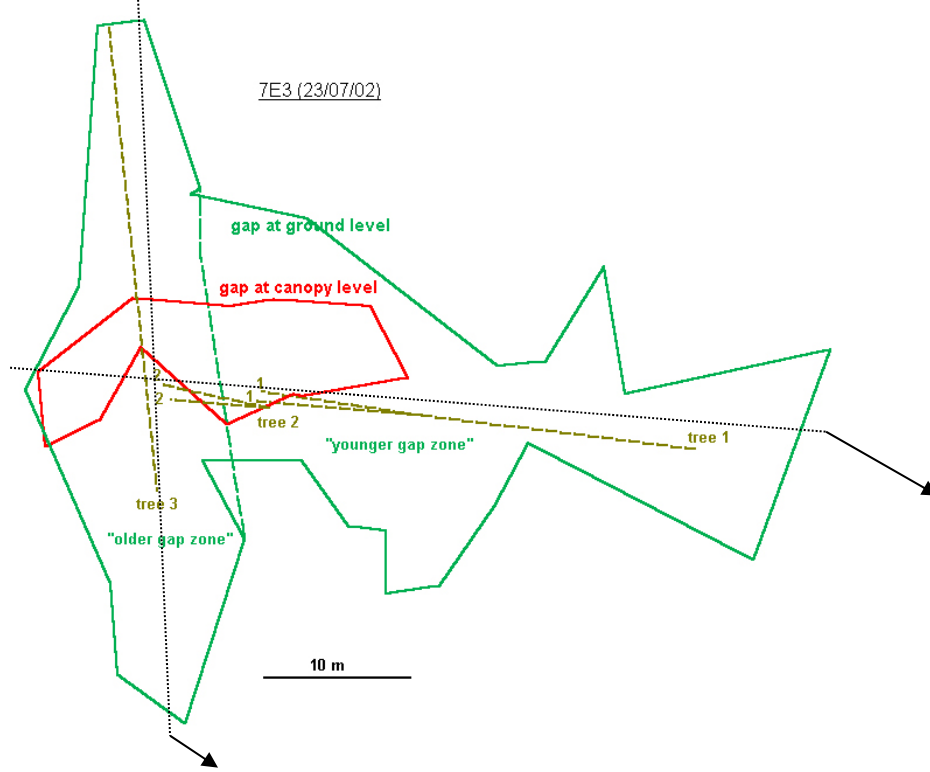 7E3 (23/07/02)
gap at ground level
gap at canopy level
2
1
2
1
tree 2
"younger gap zone"
tree 1
tree 3
"older gap zone"
10 m